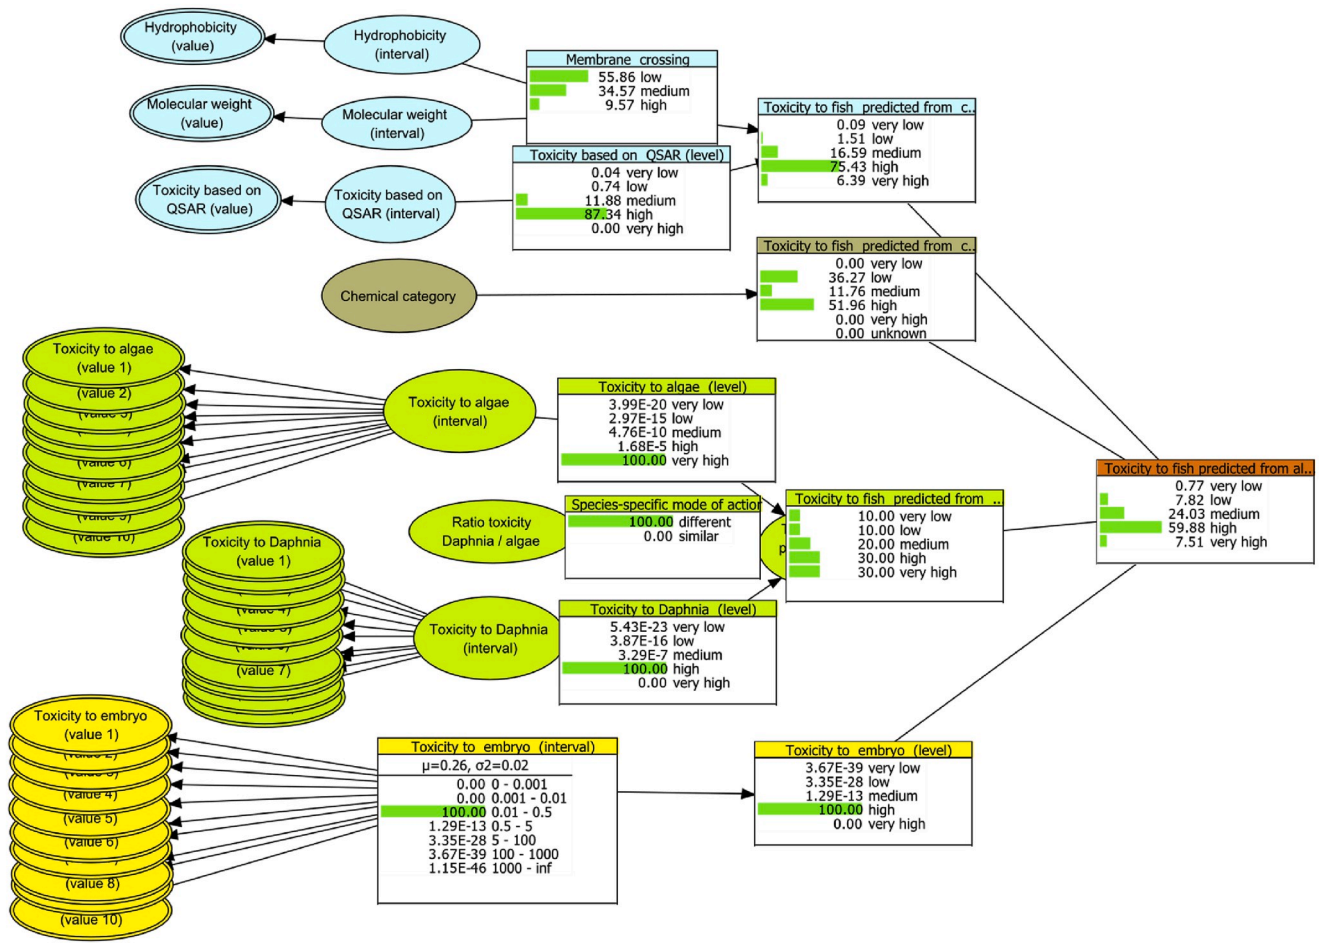 Hydrophobicity
(value)
Hydrophobicity
(interval)
Membrane crossing
55.86 low
34.57 medium
9.57 high
Molecular weight
(value)
Molecular weight
(interval)
Toxicity to fish predicted from c..
0.09 very low
1.51 low
16.59 medium
75.43 high
6.39 very high
Toxicity based on QSAR (level)
0.04 very low
0.74 low
11.88 medium
87.34 high
0.00 very high
Toxicity based on
QSAR (value)
Toxicity based on
QSAR (interval)
Toxicity to fish predicted from c..
0.00 very low
36.27 low
11.76 medium
51.96 high
0.00 very high
0.00 unknown
Chemical category
Toxicity to algae
(value 1)
(value 2)
(value 6)
(value 7)
Toxicity to algae
(interval)
Toxicity to algae (level)
3.99E-20 very low
2.97E-15 low
4.76E-10 medium
1.68E-5 high
100.00 very high
Toxicity to fish predicted from al..
0.77 very low
7.82 low
24.03 medium
59.88 high
7.51 very high
Ratio toxicity
Daphnia / algae
Species-specific mode of action
100.00 different
0.00 similar
Toxicity to fish predicted from ...
10.00 very low
10.00 low
20.00 medium
30.00 high
30.00 very high
p
Toxicity to Daphnia
(value 1)
(value 7)
Toxicity to Daphnia
(interval)
Toxicity to Daphnia (level)
5.43E-23 very low
3.87E-16 low
3.29E-7 medium
100.00 high
0.00 very high
Toxicity to embryo
(value 1)
(value 4)
(value 5)
(value 6)
(value 8)
(value 10)
Toxicity to embryo (interval)
μ=0.26, σ2=0.02
0.00 0 - 0.001
0.00 0.001 - 0.01
100.00 0.01 - 0.5
1.29E-13 0.5 - 5
3.35E-28 5 - 100
3.67E-39 100 - 1000
1.15E-46 1000 - inf
Toxicity to embryo (level)
3.67E-39 very low
3.35E-28 low
1.29E-13 medium
100.00 high
0.00 very high